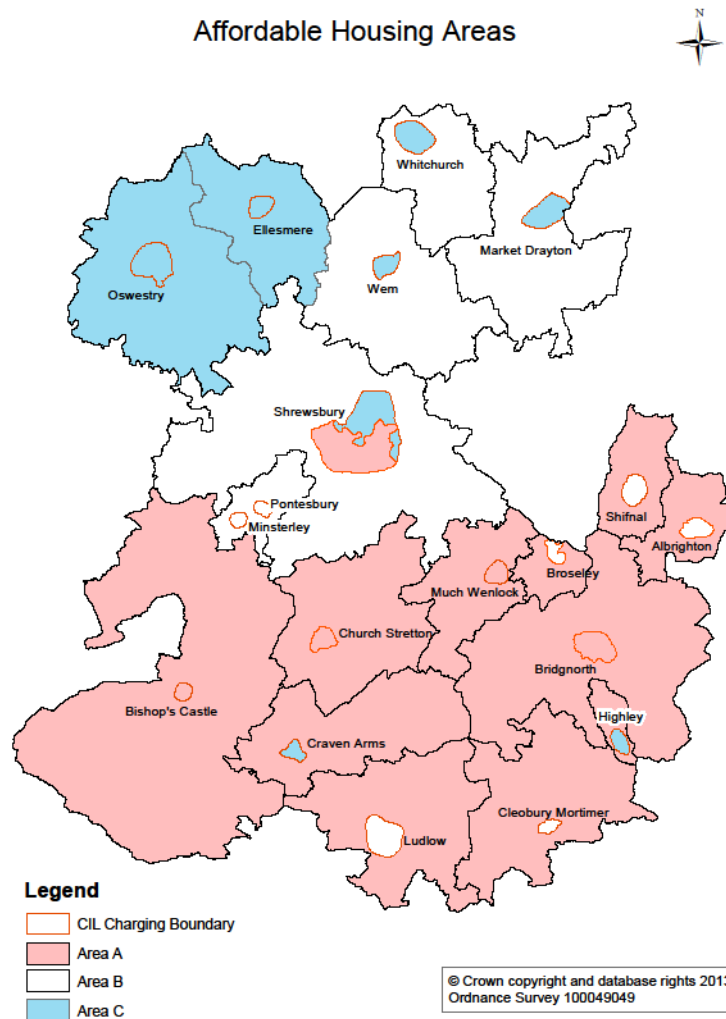 Affordable Housing Areas
N
Whitchurch
Ellesmere
Market Drayton
Oswestry
Wem
Shrewsbury
Pontesbury
Minsterley
Shifnal
Albrighton
Broseley
Much Wenlock
Church Stretton
Bridgnorth
Bishop's Castle
Highley
Craven Arms
Cleobury Mortimer
Ludlow
Legend
CIL Charging Boundary
Area A
Area B
Area C
© Crown copyright and database rights 2013
Ordnance Survey 100049049